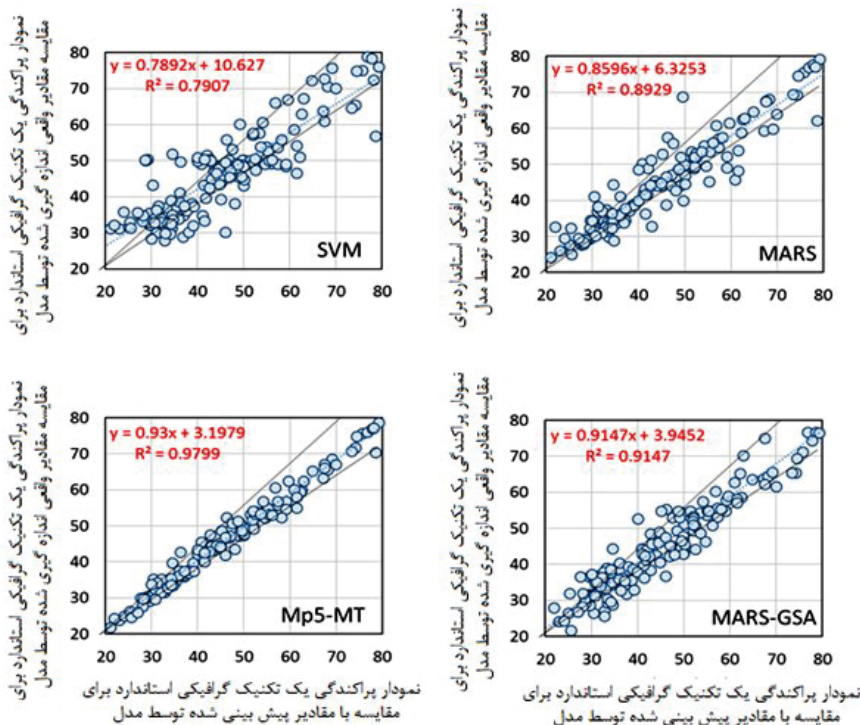 نمودار پراکندگی یک تکنیک گرافیکی استاندارد برای
مقایسه مقادیر واقعی اندازه گیری شده توسط مدل
80
70
60
50
40
30
20
y = 0.7892x + 10.627
R² = 0.7907
SVM
20 30 40 50 60 70 80
نمودار پراکندگی یک تکنیک گرافیکی استاندارد برای
مقایسه مقادیر واقعی اندازه گیری شده توسط مدل
80
70
60
50
40
30
20
y = 0.8596x + 6.3253
R² = 0.8929
MARS
20 30 40 50 60 70 80
نمودار پراکندگی یک تکنیک گرافیکی استاندارد برای
مقایسه مقادیر واقعی اندازه گیری شده توسط مدل
80
70
60
50
40
30
20
y = 0.93x + 3.1979
R² = 0.9799
Mp5-MT
20 30 40 50 60 70 80
نمودار پراکندگی یک تکنیک گرافیکی استاندارد برای
مقایسه با مقادیر پیش بینی شده توسط مدل
نمودار پراکندگی یک تکنیک گرافیکی استاندارد برای
مقایسه مقادیر واقعی اندازه گیری شده توسط مدل
80
70
60
50
40
30
20
y = 0.9147x + 3.9452
R² = 0.9147
MARS-GSA
20 30 40 50 60 70 80
نمودار پراکندگی یک تکنیک گرافیکی استاندارد برای
مقایسه با مقادیر پیش بینی شده توسط مدل